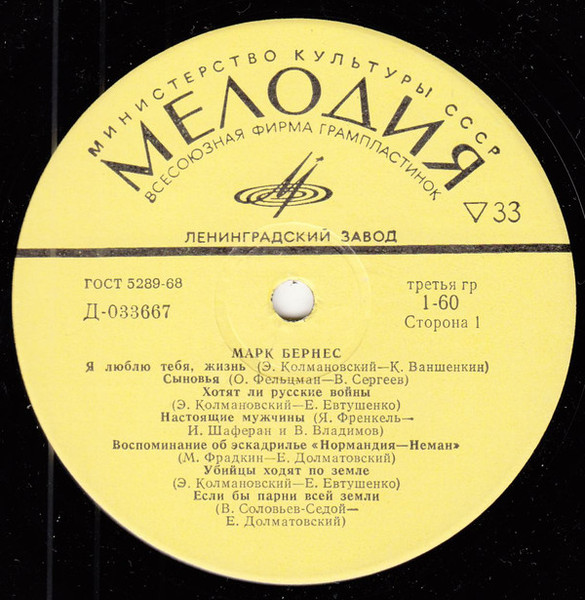 МИНИСТЕРСТВО КУЛЬТУРЫ СССР
МЕЛОДИЯ
ВСЕСОЮЗНАЯ ФИРМА ГРАМПЛАСТИНОК
▽33
ЛЕНИНГРАДСКИЙ ЗАВОД
ГОСТ 5289-68
третья гр
Д-033667
1-60
Сторона 1
МАРК БЕРНЕС
Я люблю тебя, жизнь (Э. Колмановский—К. Ваншенкин)
Сыновья (О. Фельцман—В. Сергеев)
Хотят ли русские войны
(Э. Колмановский—Е. Евтушенко)
Настоящие мужчины (Я. Френкель—
И. Шаферан и В. Владимов)
Воспоминание об эскадрилье «Нормандия—Неман»
(М. Фрадкин—Е. Долматовский)
Убийцы ходят по земле
(Э. Колмановский—Е. Евтушенко)
Если бы парни всей земли
(В. Соловьев-Седой—
Е. Долматовский)